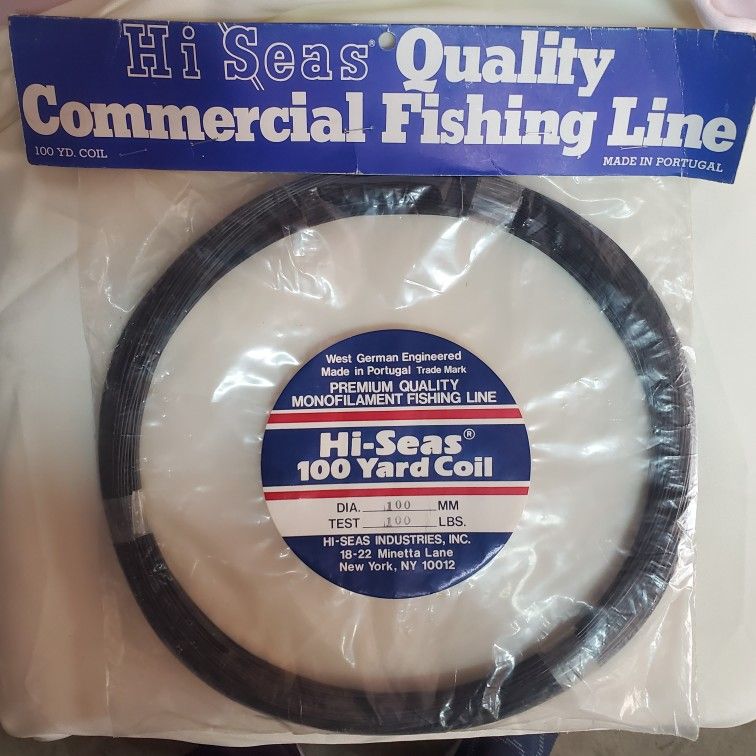 Hi Seas® Quality
Commercial Fishing Line
100 YD. COIL
MADE IN PORTUGAL
West German Engineered
Made in Portugal Trade Mark
PREMIUM QUALITY
MONOFILAMENT FISHING LINE
Hi-Seas®
100 Yard Coil
DIA. 100 MM
TEST 100 LBS.
HI-SEAS INDUSTRIES, INC.
18-22 Minetta Lane
New York, NY 10012